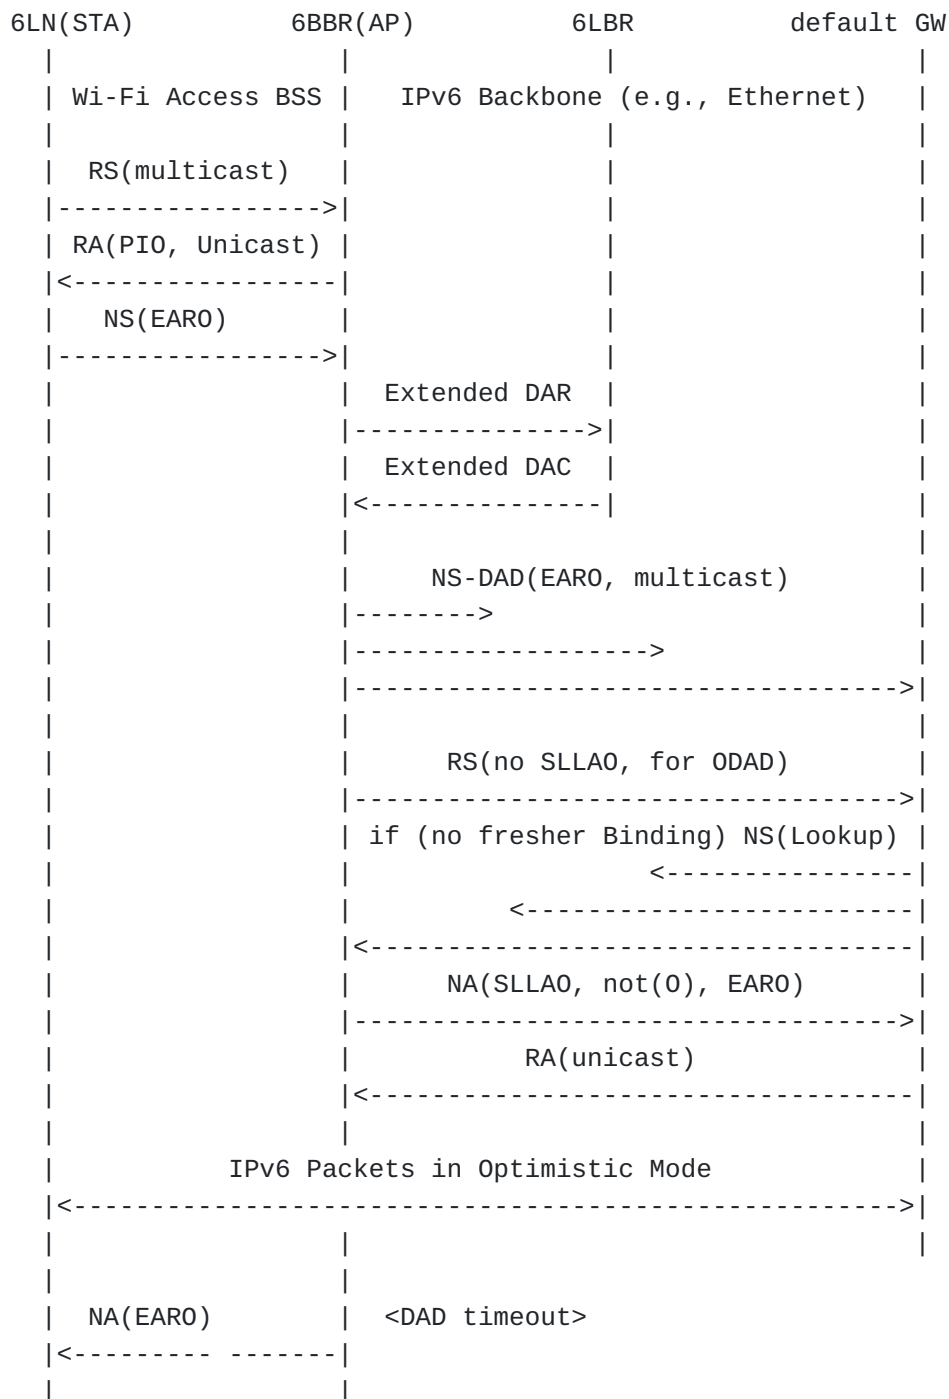 6LN(STA) 6BBR(AP) 6LBR default GW
Wi-Fi Access BSS IPv6 Backbone (e.g., Ethernet)
RS(multicast)
RA(PIO, Unicast)
NS(EARO)
Extended DAR
Extended DAC
NS-DAD(EARO, multicast)
RS(no SLLAO, for ODAD)
if (no fresher Binding) NS(Lookup)
NA(SLLAO, not(O), EARO)
RA(unicast)
IPv6 Packets in Optimistic Mode
NA(EARO) <DAD timeout>